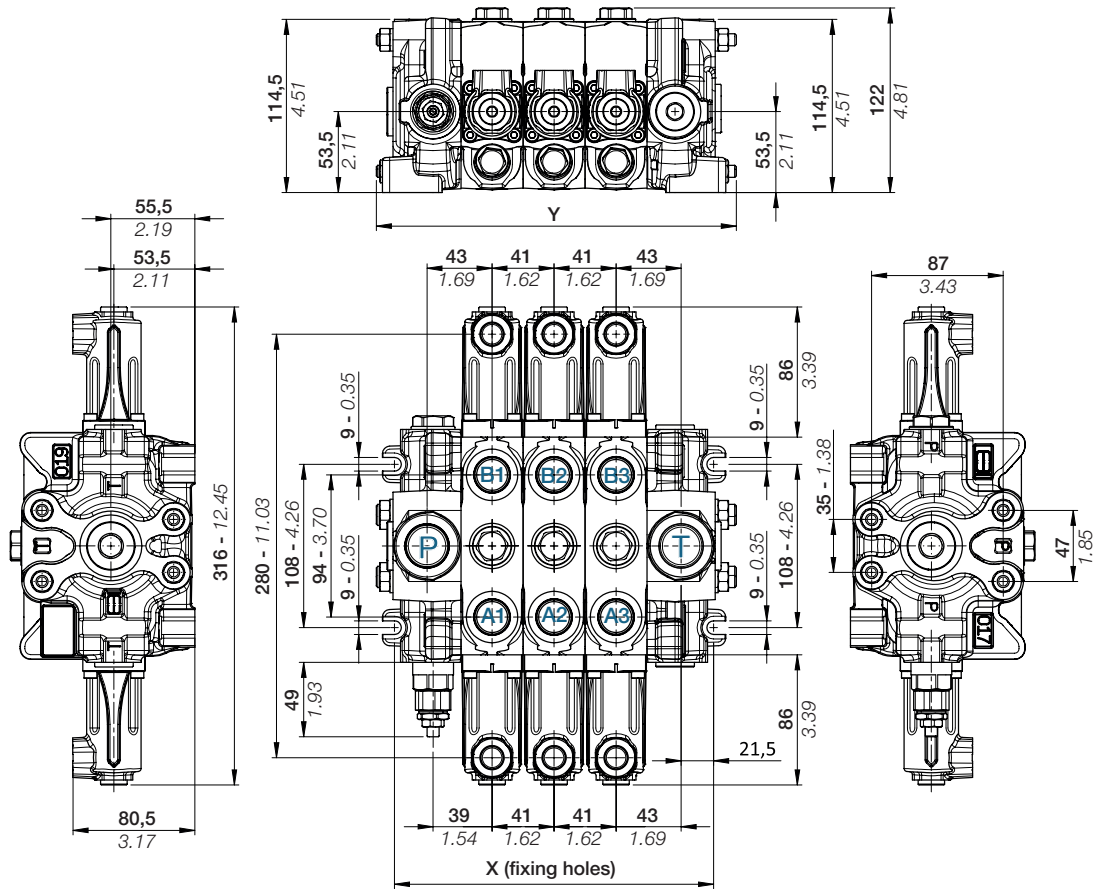 114,5
4.51
53,5
2.11
53,5
2.11
114,5
4.51
122
4.81
Y
55,5
2.19
53,5
2.11
43
1.69
41
1.62
41
1.62
43
1.69
87
3.43
316 - 12.45
280 - 11.03
108 - 4.26
94 - 3.70
9 - 0.35
9 - 0.35
49
1.93
B1
B2
B3
P
T
A1
A2
A3
86
3.39
9 - 0.35
9 - 0.35
108 - 4.26
86
3.39
35 - 1.38
47
1.85
610
017
P
P
21,5
80,5
3.17
39
1.54
41
1.62
41
1.62
43
1.69
X (fixing holes)